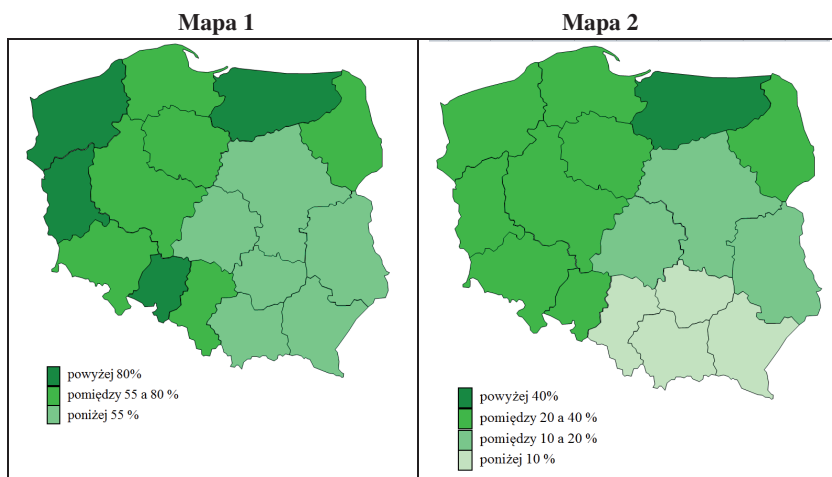 Mapa 1
Mapa 2
powyżej 80%
pomiędzy 55 a 80 %
poniżej 55 %
powyżej 40%
pomiędzy 20 a 40 %
pomiędzy 10 a 20 %
poniżej 10 %